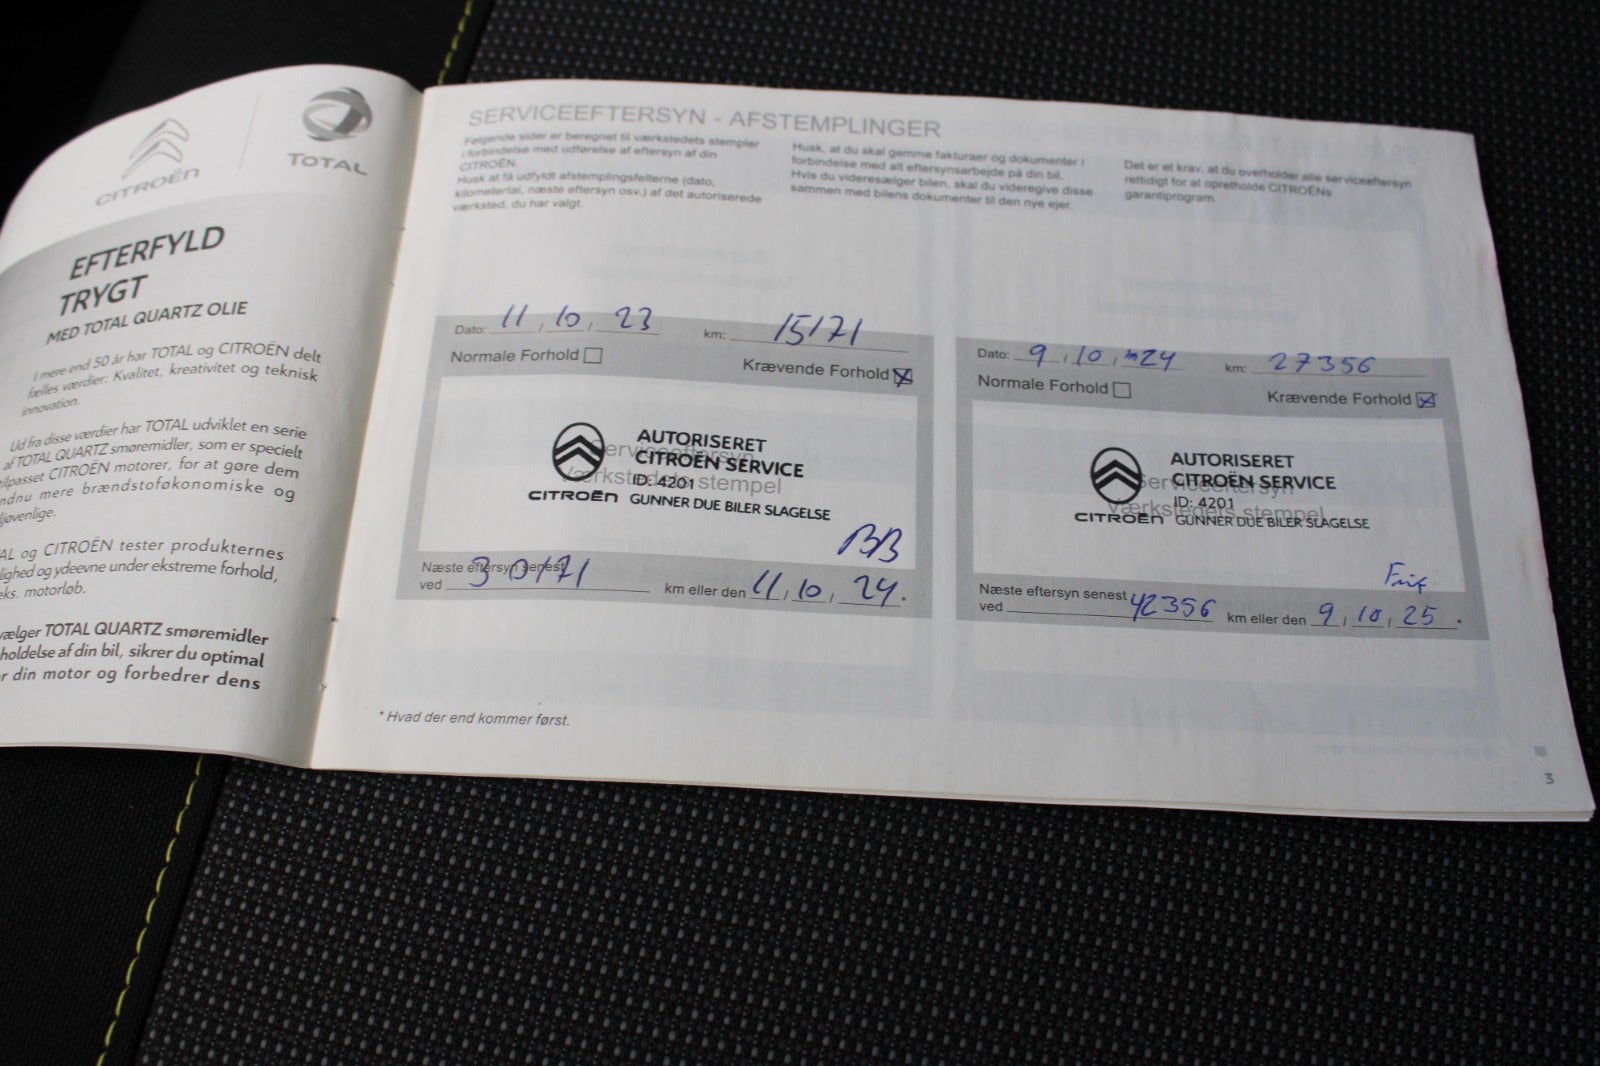 CITROËN
TOTAL
EFTERFYLD
TRYGT
MED TOTAL QUARTZ OLIE
I mere end 50 år har TOTAL og CITROËN delt
fælles værdier: Kvalitet, kreativitet og teknisk
innovation.
Ud fra disse værdier har TOTAL udviklet en serie
af TOTAL QUARTZ smøremidler, som er specielt
tilpasset CITROËN motorer, for at gøre dem
ndnu mere brændstoføkonomiske og
ljøvenlige.
AL og CITROËN tester produkternes
lighed og ydeevne under ekstreme forhold,
eks. motorløb.
vælger TOTAL QUARTZ smøremidler
holdelse af din bil, sikrer du optimal
r din motor og forbedrer dens
SERVICEEFTERSYN - AFSTEMPLINGER
Følgende sider er beregnet til værkstedets stempler
i forbindelse med udførelse af eftersyn af din
CITROËN.
Husk at få udfyldt afstemplingsfelterne (dato,
kilometertal, næste eftersyn osv.) af det autoriserede
værksted, du har valgt.
Husk, at du skal gemme fakturaer og dokumenter i
forbindelse med alt eftersynsarbejde på din bil.
Hvis du videresælger bilen, skal du videregive disse
sammen med bilens dokumenter til den nye ejer.
Det er et krav, at du overholder alle serviceeftersyn
rettidigt for at opretholde CITROËNs
garantiprogram.
Dato: 11, 10, 23 km: 15171
Normale Forhold Krævende Forhold
Serviceeftersyn
Værkstedets stempel
AUTORISERET
CITROËN SERVICE
ID: 4201
CITROËN GUNNER DUE BILER SLAGELSE
BB
Næste eftersyn senest
ved 30171 km eller den 11, 10, 24.
Dato: 9, 10, 24 km: 27356
Normale Forhold Krævende Forhold
Serviceeftersyn
Værkstedets stempel
AUTORISERET
CITROËN SERVICE
ID: 4201
CITROËN GUNNER DUE BILER SLAGELSE
Næste eftersyn senest
ved 42356 km eller den 9, 10, 25.
* Hvad der end kommer først.
3